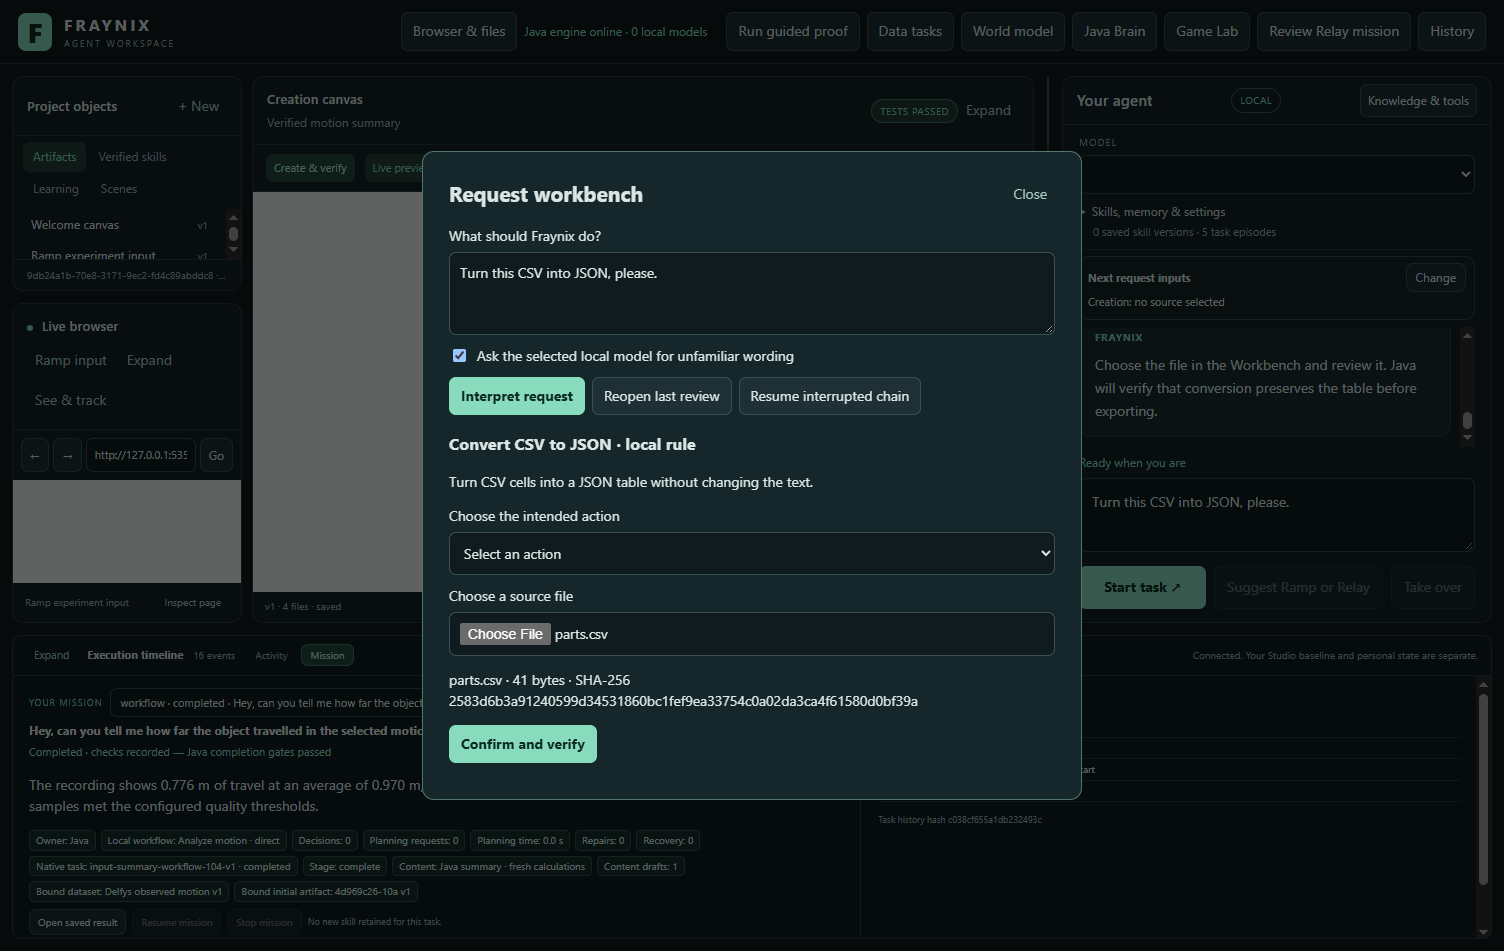 F
FRAYNIX
AGENT WORKSPACE
Browser & files
Java engine online · 0 local models
Run guided proof
Data tasks
World model
Java Brain
Game Lab
Review Relay mission
History
Project objects
+ New
Artifacts
Verified skills
Learning
Scenes
Welcome canvas
v1
Ramp experiment input
v1
9db24a1b-70e8-3171-9ec2-fd4c89abddc8 ·...
Live browser
Ramp input
Expand
See & track
←
→
http://127.0.0.1:535
Go
Ramp experiment input
Inspect page
Creation canvas
Verified motion summary
TESTS PASSED
Expand
Create & verify
Live previe
v1 · 4 files · saved
Request workbench
Close
What should Fraynix do?
Turn this CSV into JSON, please.
Ask the selected local model for unfamiliar wording
Interpret request
Reopen last review
Resume interrupted chain
Convert CSV to JSON · local rule
Turn CSV cells into a JSON table without changing the text.
Choose the intended action
Select an action
Choose a source file
Choose File
parts.csv
parts.csv · 41 bytes · SHA-256
2583d6b3a91240599d34531860bc1fef9ea33754c0a02da3ca4f61580d0bf39a
Confirm and verify
Your agent
LOCAL
Knowledge & tools
MODEL
Skills, memory & settings
0 saved skill versions · 5 task episodes
Next request inputs
Change
Creation: no source selected
FRAYNIX
Choose the file in the Workbench and review it. Java
will verify that conversion preserves the table before
exporting.
Ready when you are
Turn this CSV into JSON, please.
Start task ↗
Suggest Ramp or Relay
Take over
Expand
Execution timeline
16 events
Activity
Mission
Connected. Your Studio baseline and personal state are separate.
YOUR MISSION
workflow · completed · Hey, can you tell me how far the object
Hey, can you tell me how far the object travelled in the selected motio
Completed · checks recorded — Java completion gates passed
The recording shows 0.776 m of travel at an average of 0.970 m,
samples met the configured quality thresholds.
Owner: Java
Local workflow: Analyze motion · direct
Decisions: 0
Planning requests: 0
Planning time: 0.0 s
Repairs: 0
Recovery: 0
Native task: input-summary-workflow-104-v1 · completed
Stage: complete
Content: Java summary · fresh calculations
Content drafts: 1
Bound dataset: Delfys observed motion v1
Bound initial artifact: 4d969c26-10a v1
Open saved result
Resume mission
Stop mission
No new skill retained for this task.
tart
Task history hash c038cf655a1db232493c